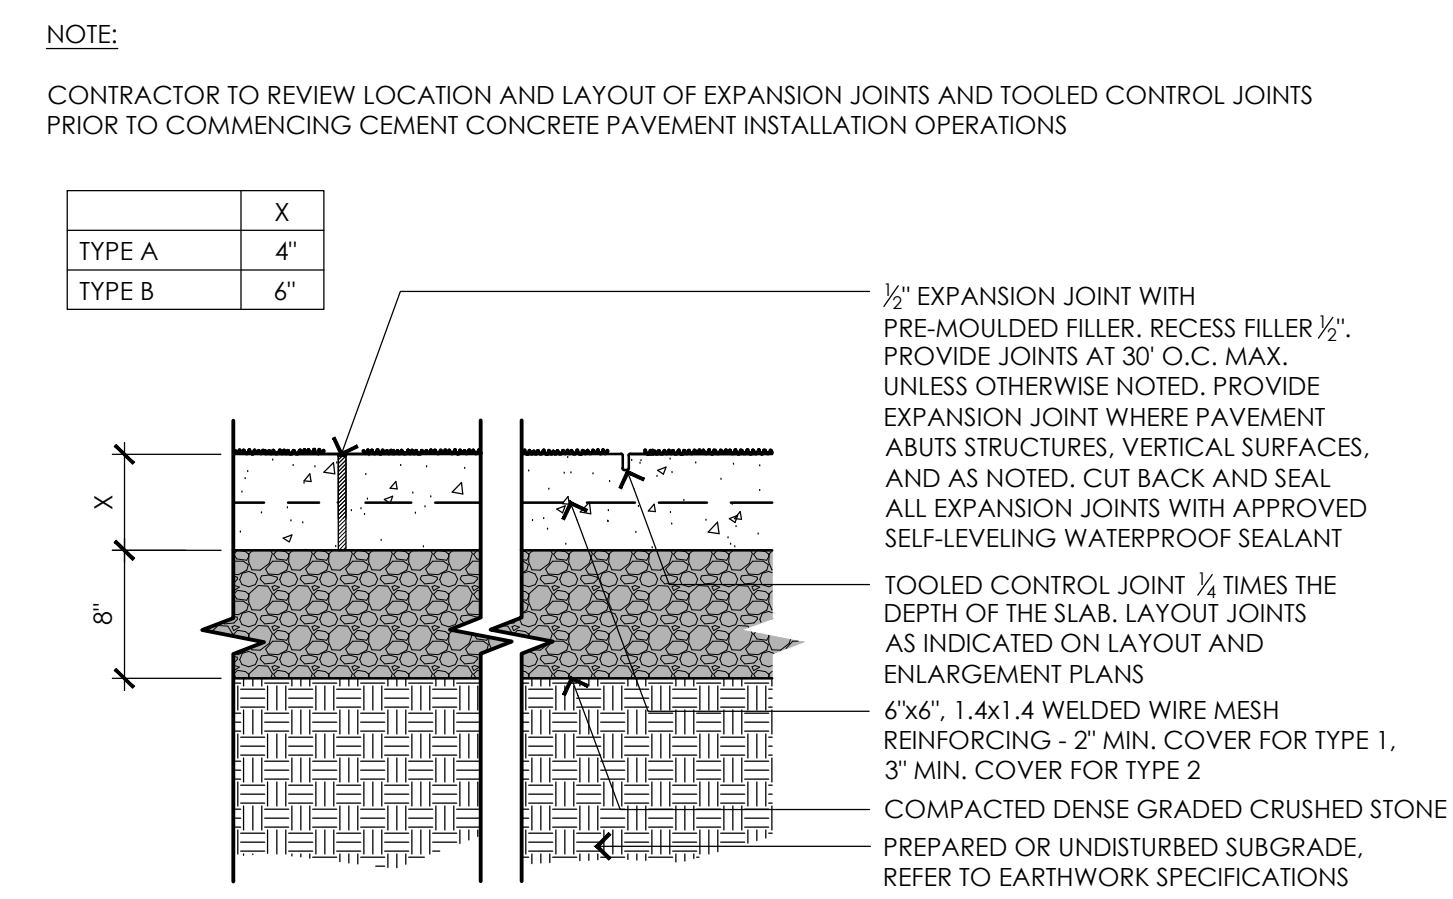 NOTE:
CONTRACTOR TO REVIEW LOCATION AND LAYOUT OF EXPANSION JOINTS AND TOOLED CONTROL JOINTS
PRIOR TO COMMENCING CEMENT CONCRETE PAVEMENT INSTALLATION OPERATIONS
X
TYPE A 4"
TYPE B 6"
½" EXPANSION JOINT WITH
PRE-MOULDED FILLER. RECESS FILLER ½".
PROVIDE JOINTS AT 30' O.C. MAX.
UNLESS OTHERWISE NOTED. PROVIDE
EXPANSION JOINT WHERE PAVEMENT
ABUTS STRUCTURES, VERTICAL SURFACES,
AND AS NOTED. CUT BACK AND SEAL
ALL EXPANSION JOINTS WITH APPROVED
SELF-LEVELING WATERPROOF SEALANT
X
8"
TOOLED CONTROL JOINT ¼ TIMES THE
DEPTH OF THE SLAB. LAYOUT JOINTS
AS INDICATED ON LAYOUT AND
ENLARGEMENT PLANS
6"x6", 1.4x1.4 WELDED WIRE MESH
REINFORCING - 2" MIN. COVER FOR TYPE 1,
3" MIN. COVER FOR TYPE 2
COMPACTED DENSE GRADED CRUSHED STONE
PREPARED OR UNDISTURBED SUBGRADE,
REFER TO EARTHWORK SPECIFICATIONS